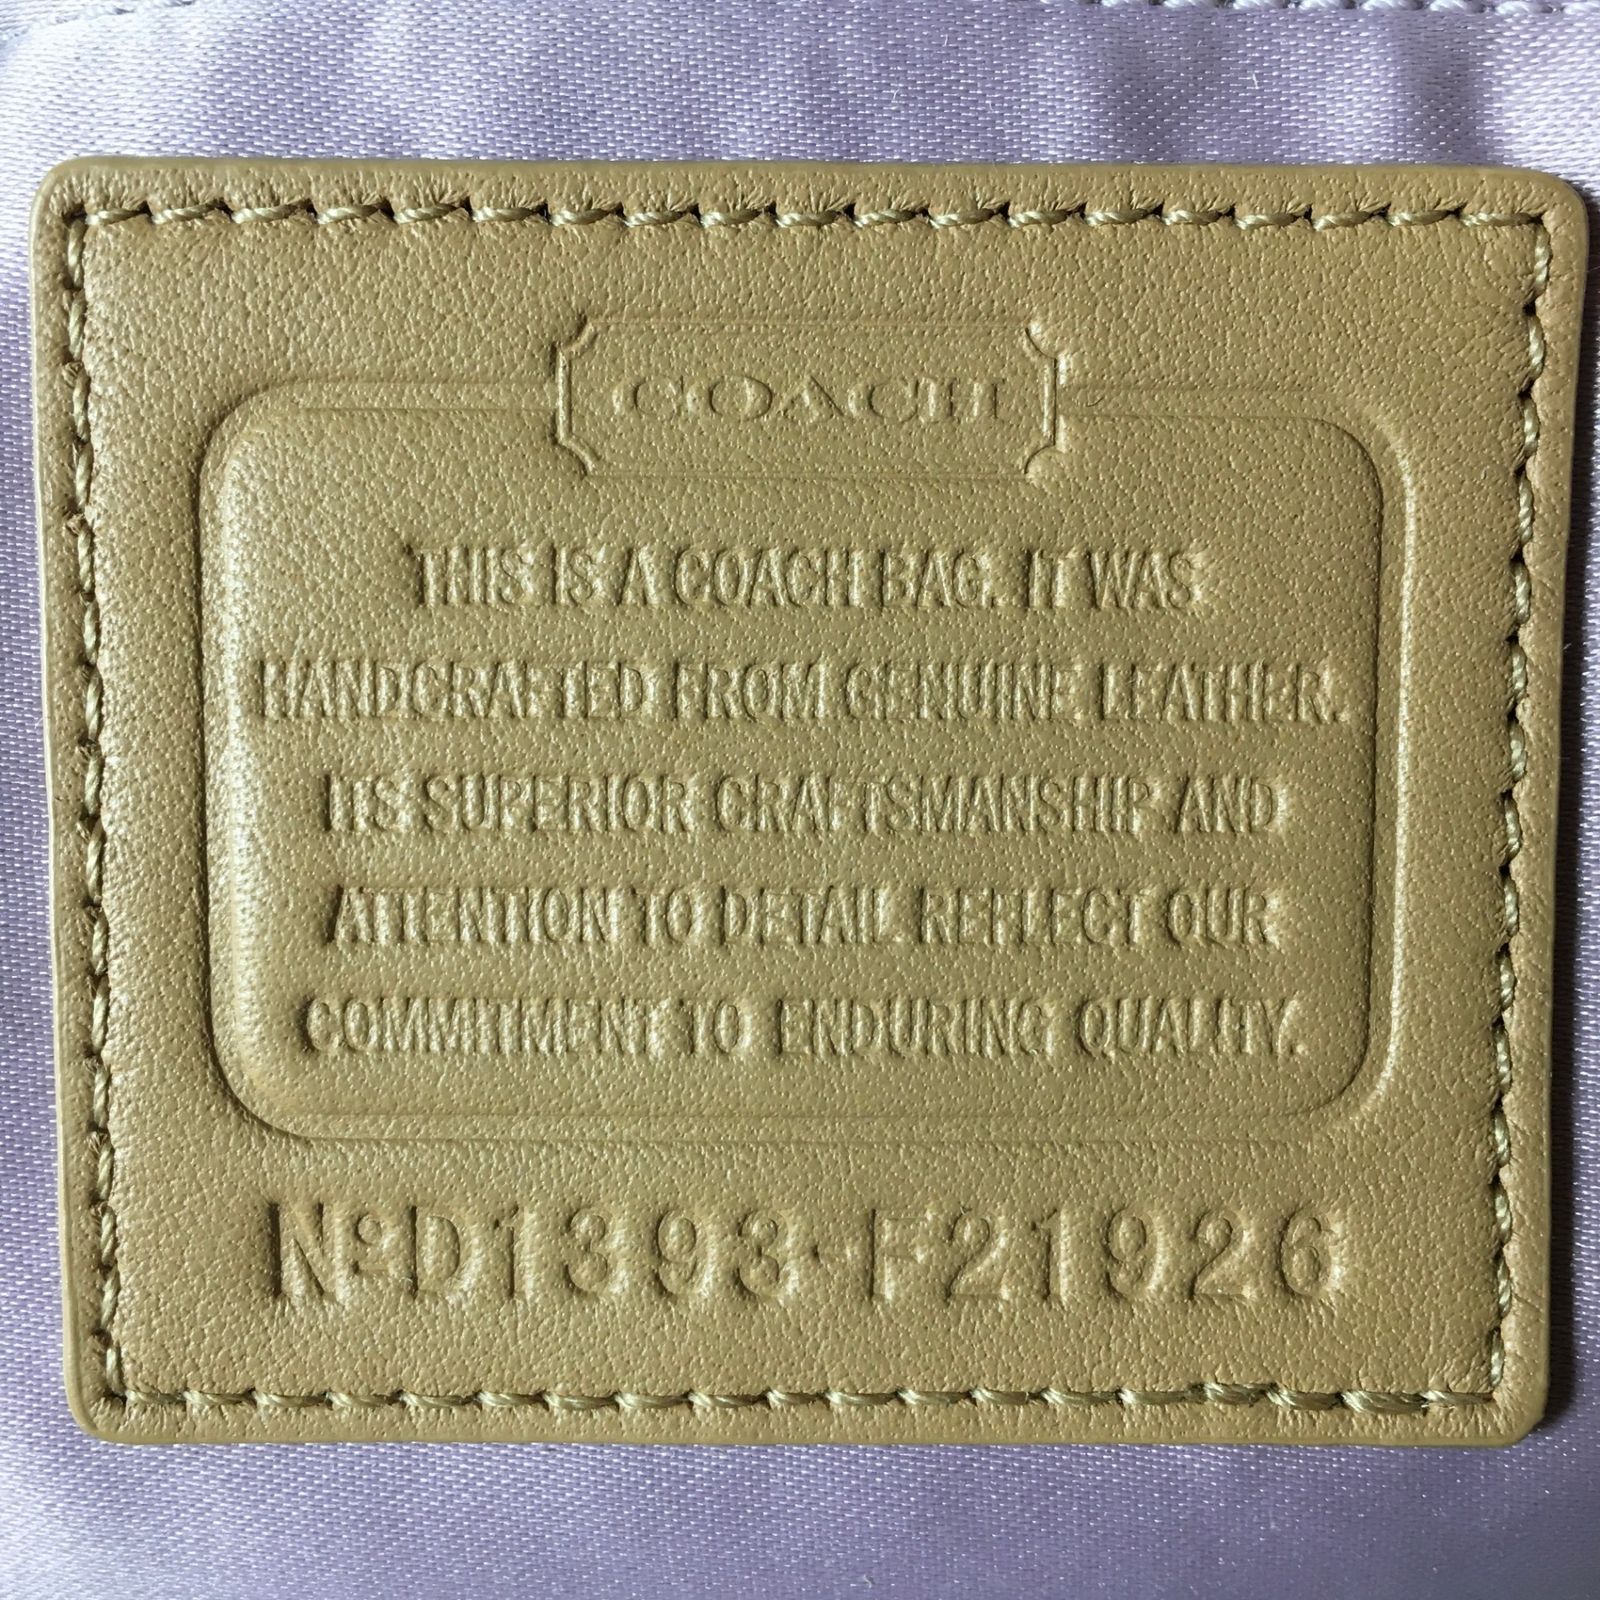 COACH
THIS IS A COACH BAG. IT WAS
HANDCRAFTED FROM GENUINE LEATHER.
ITS SUPERIOR CRAFTSMANSHIP AND
ATTENTION TO DETAIL REFLECT OUR
COMMITMENT TO ENDURING QUALITY.
NºD1393-F21926